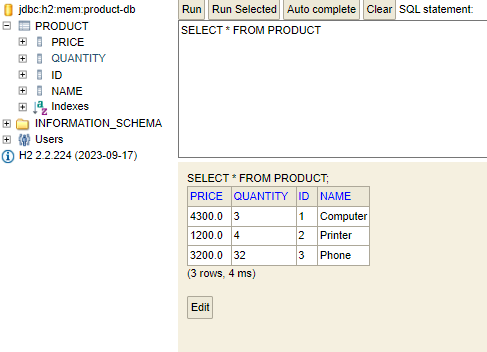 jdbc:h2:mem:product-db
PRODUCT
PRICE
QUANTITY
ID
NAME
Indexes
INFORMATION_SCHEMA
Users
H2 2.2.224 (2023-09-17)
Run Run Selected Auto complete Clear SQL statement:
SELECT * FROM PRODUCT
SELECT * FROM PRODUCT;
PRICE QUANTITY ID NAME
4300.0 3 1 Computer
1200.0 4 2 Printer
3200.0 32 3 Phone
(3 rows, 4 ms)
Edit